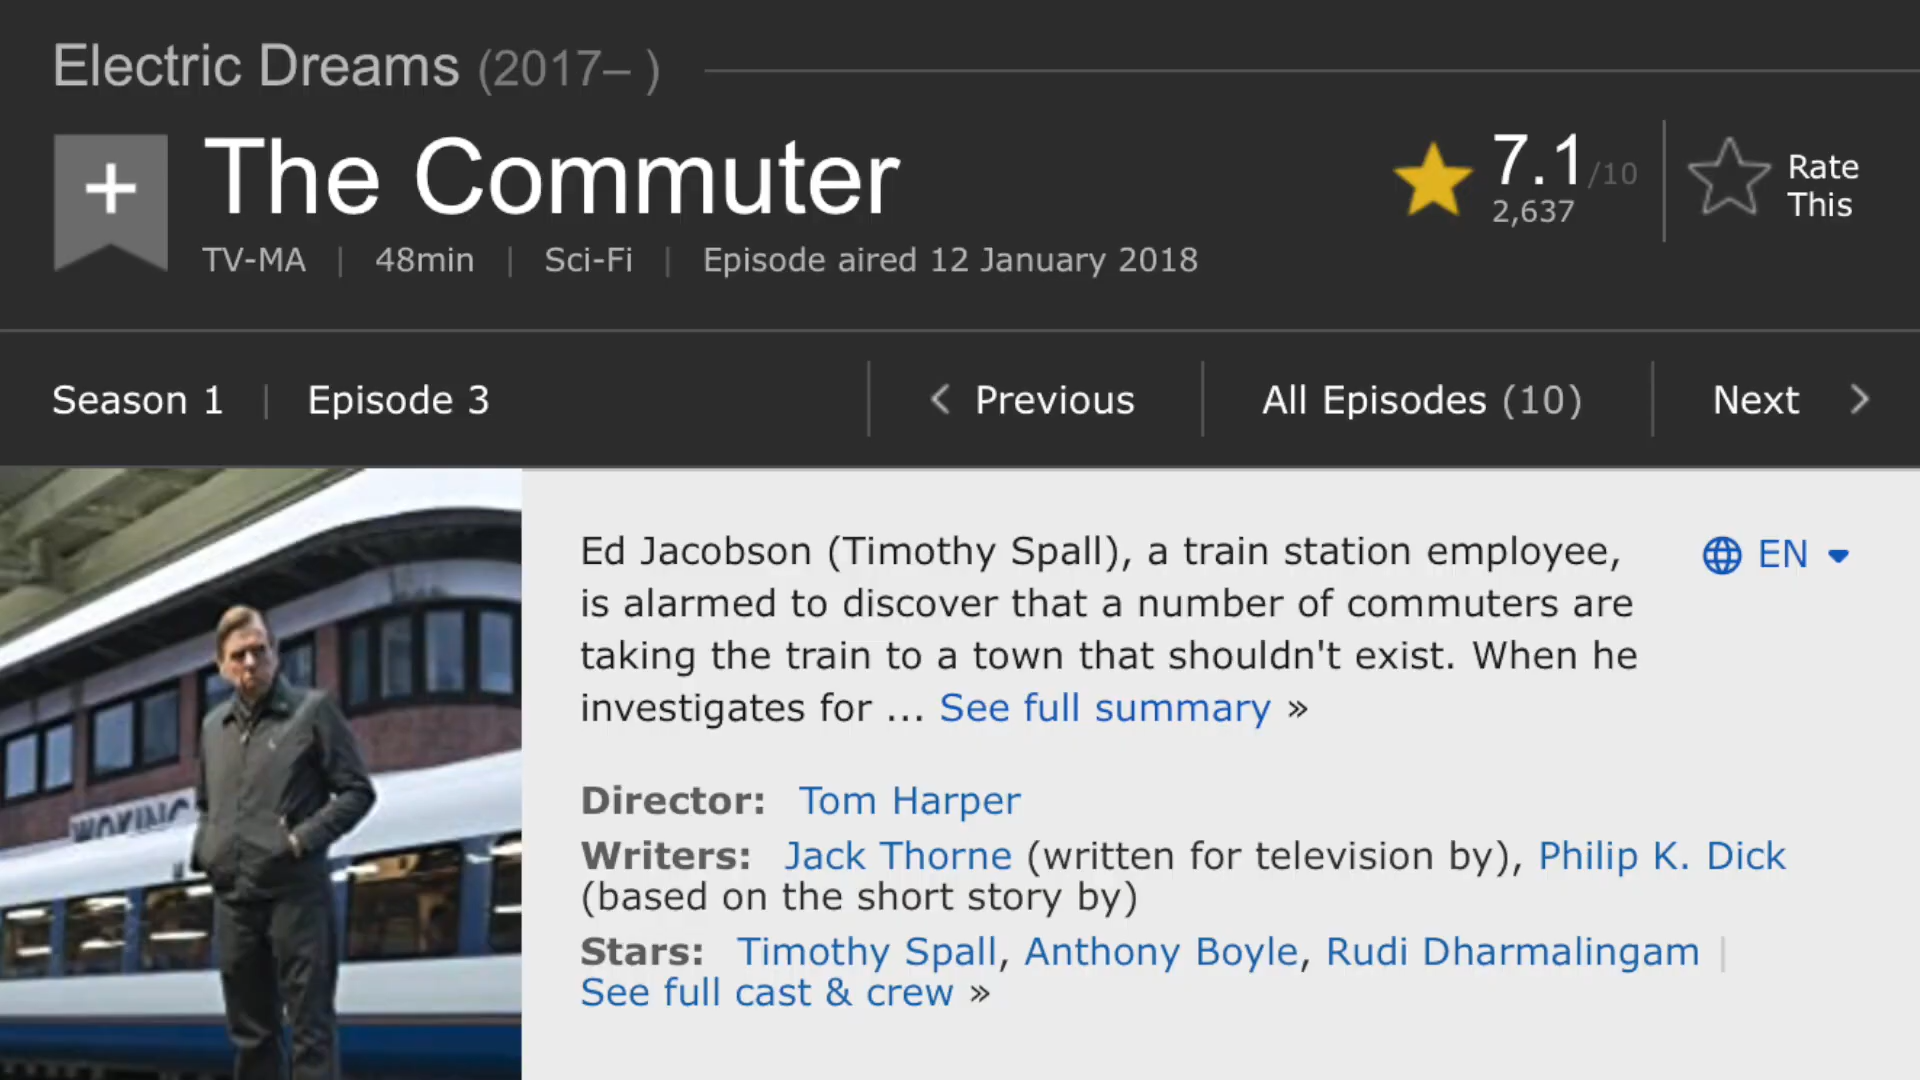 Electric Dreams (2017– )
The Commuter
7.1/10
2,637
Rate
This
TV-MA | 48min | Sci-Fi | Episode aired 12 January 2018
Season 1 | Episode 3
Previous
All Episodes (10)
Next
WOKING
Ed Jacobson (Timothy Spall), a train station employee,
is alarmed to discover that a number of commuters are
taking the train to a town that shouldn't exist. When he
investigates for ... See full summary »
EN
Director: Tom Harper
Writers: Jack Thorne (written for television by), Philip K. Dick
(based on the short story by)
Stars: Timothy Spall, Anthony Boyle, Rudi Dharmalingam |
See full cast & crew »